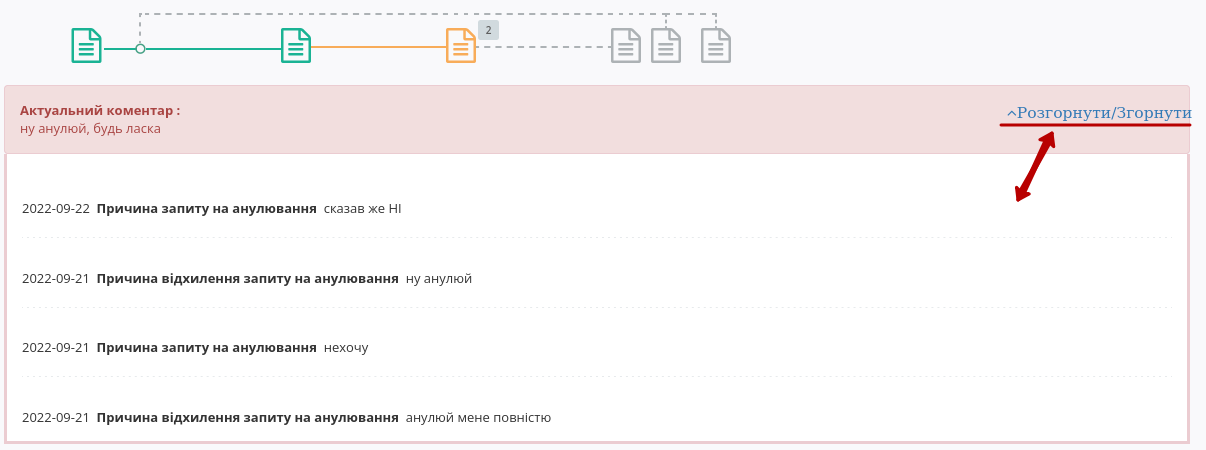 2
Актуальний коментар :
ну анулюй, будь ласка
^Розгорнути/Згорнути
2022-09-22 Причина запиту на анулювання сказав же НІ
2022-09-21 Причина відхилення запиту на анулювання ну анулюй
2022-09-21 Причина запиту на анулювання нехочу
2022-09-21 Причина відхилення запиту на анулювання анулюй мене повністю